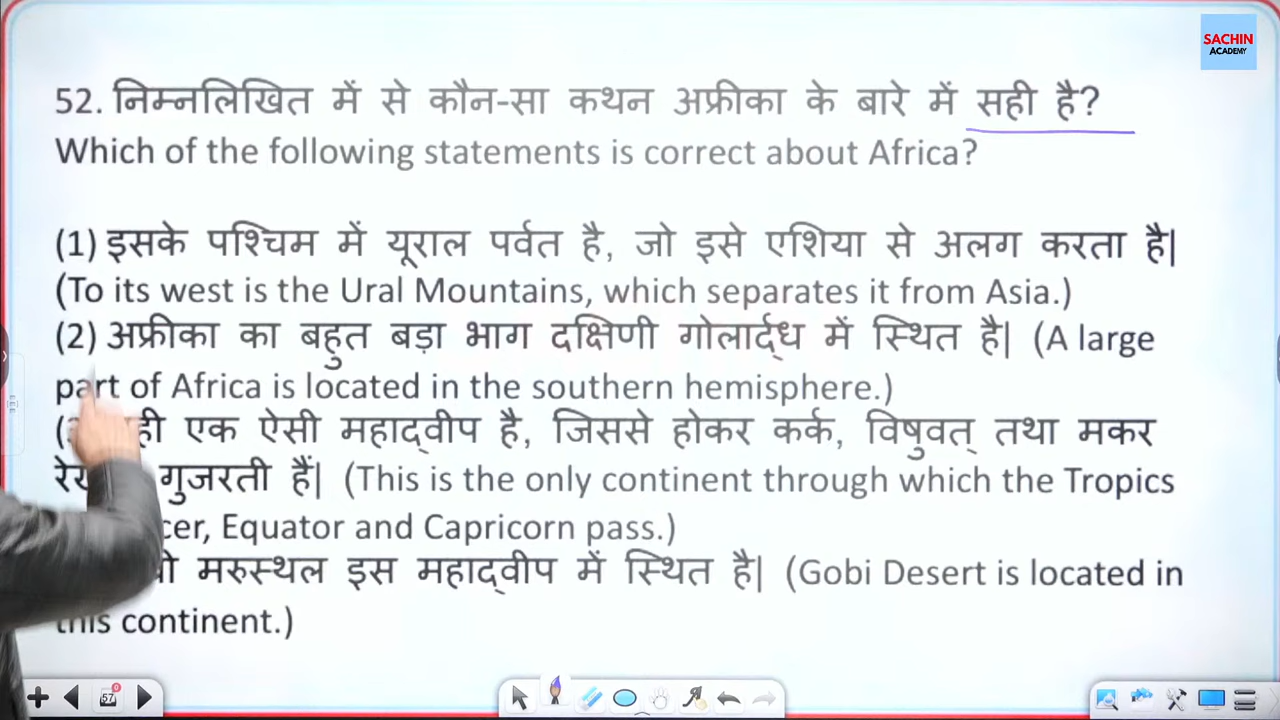 SACHIN
ACADEMY
52. निम्नलिखित में से कौन-सा कथन अफ्रीका के बारे में सही है?
Which of the following statements is correct about Africa?
(1) इसके पश्चिम में यूराल पर्वत है, जो इसे एशिया से अलग करता है|
(To its west is the Ural Mountains, which separates it from Asia.)
(2) अफ्रीका का बहुत बड़ा भाग दक्षिणी गोलार्द्ध में स्थित है| (A large
part of Africa is located in the southern hemisphere.)
एक ऐसी महाद्वीप है, जिससे होकर कर्क, विषुवत् तथा मकर
गुजरती हैं| (This is the only continent through which the Tropics
Equator and Capricorn pass.)
मरुस्थल इस महाद्वीप में स्थित है| (Gobi Desert is located in
this continent.)
57